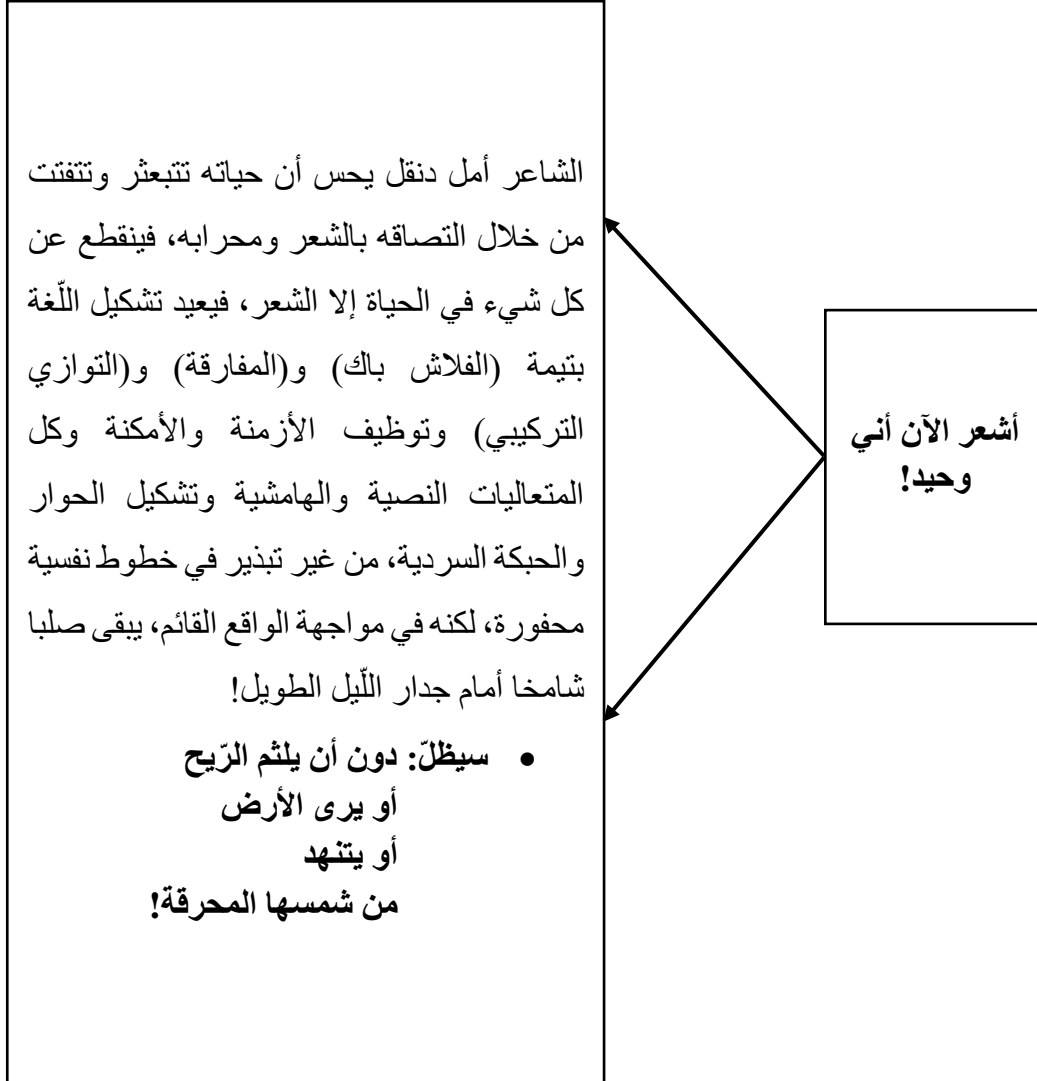 أشعر الآن أني
وحيد!
الشاعر أمل دنقل يحس أن حياته تتبعثر وتتفتت
من خلال التصاقه بالشعر ومحرابه، فينقطع عن
كل شيء في الحياة إلا الشعر، فيعيد تشكيل اللّغة
بتيمة (الفلاش باك) و(المفارقة) و(التوازي
التركيبي) وتوظيف الأزمنة والأمكنة وكل
المتعاليات النصية والهامشية وتشكيل الحوار
والحبكة السردية، من غير تبذير في خطوط نفسية
محفورة، لكنه في مواجهة الواقع القائم، يبقى صلبا
شامخا أمام جدار اللّيل الطويل!
• سيظلّ: دون أن يلثم الرّيح
أو يرى الأرض
أو يتنهد
من شمسها المحرقة!